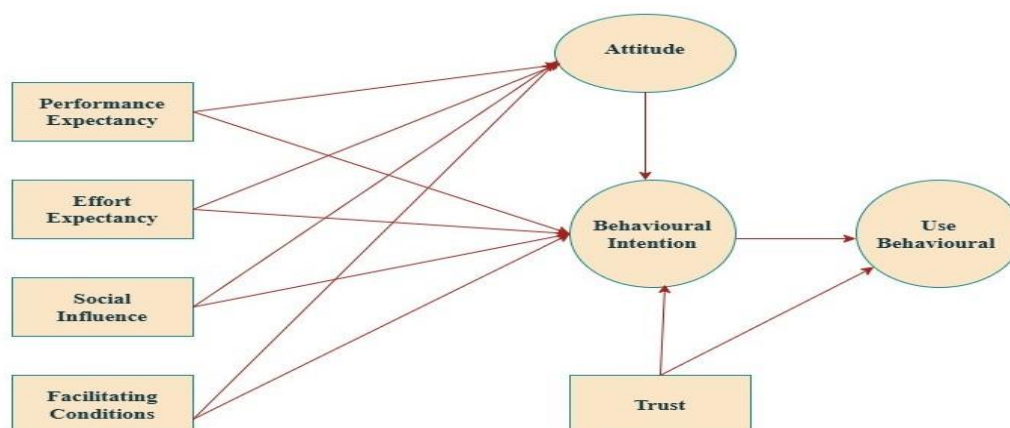 Attitude
Performance
Expectancy
Effort
Expectancy
Behavioural
Intention
Use
Behavioural
Social
Influence
Facilitating
Conditions
Trust